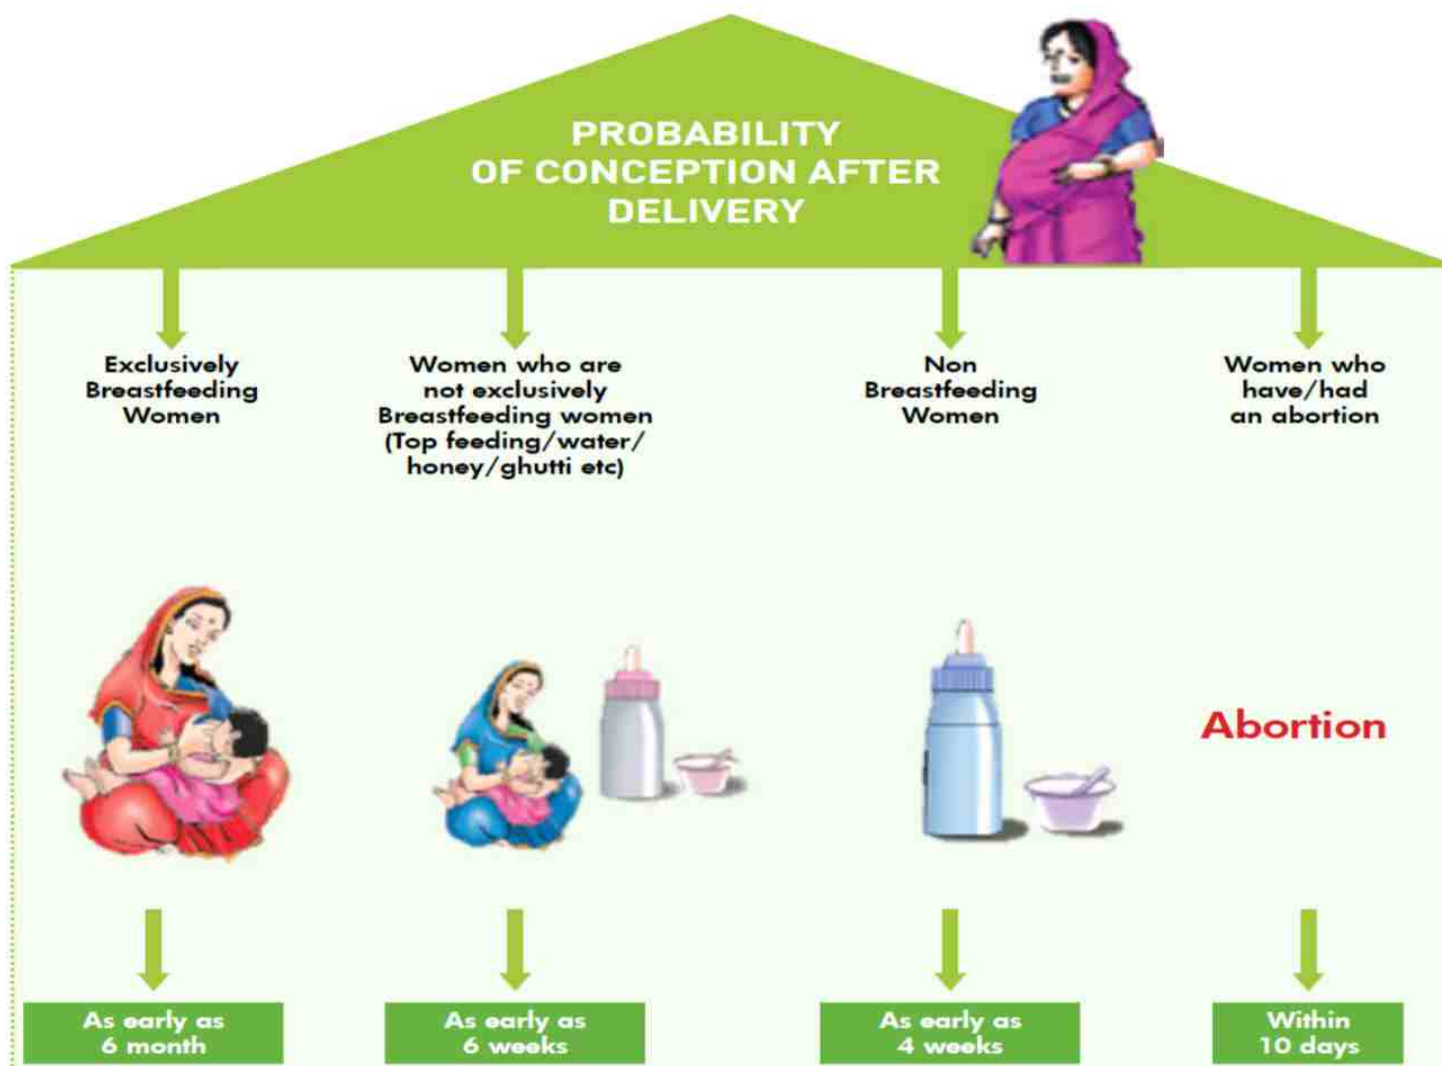 PROBABILITY
OF CONCEPTION AFTER
DELIVERY
Exclusively
Breastfeeding
Women
Women who are
not exclusively
Breastfeeding women
(Top feeding/water/
honey/ghutti etc)
Non
Breastfeeding
Women
Women who
have/had
an abortion
Abortion
As early as
6 month
As early as
6 weeks
As early as
4 weeks
Within
10 days